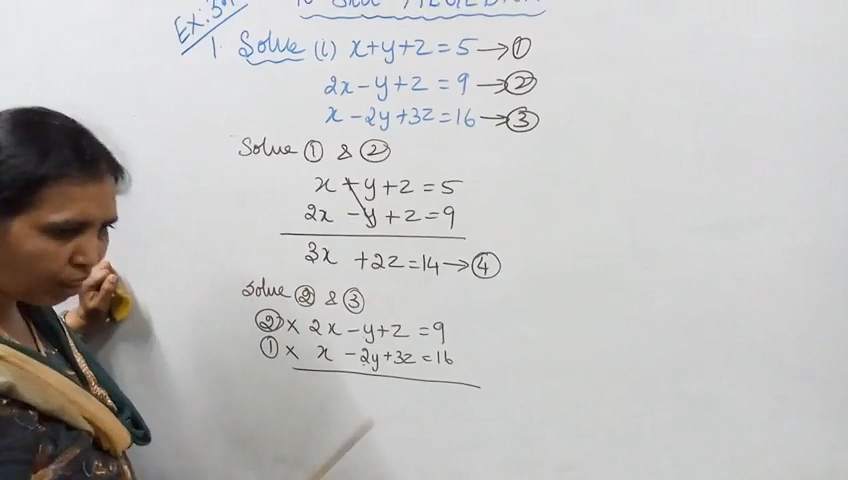 Ex: 3.1
1. Solve (i) x+y+z=5→①
2x-y+z=9→②
x-2y+3z=16→③
Solve ① & ②
x+y+z=5
2x-y+z=9
3x +2z=14→④
Solve ② & ③
②× 2x-y+z=9
①× x-2y+3z=16